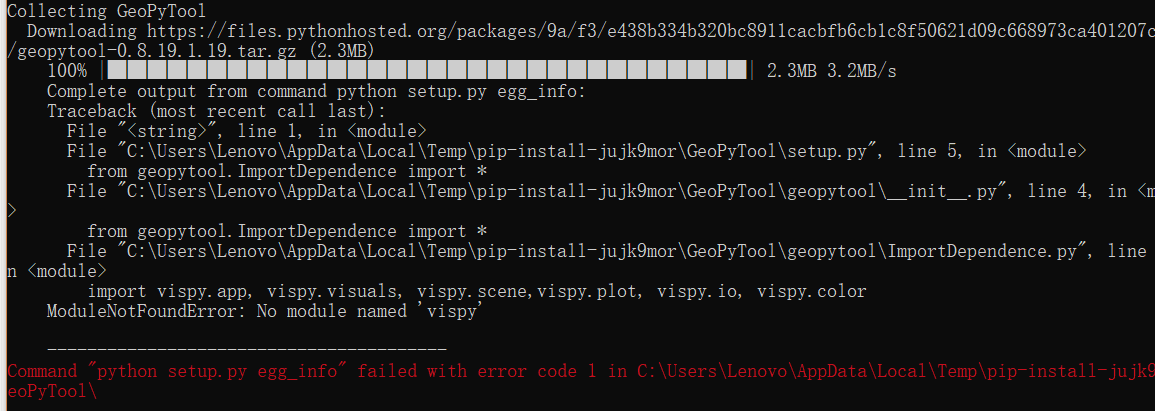 Collecting GeoPyTool
Downloading https://files.pythonhosted.org/packages/9a/f3/e438b334b320bc8911cacbfb6cb1c8f50621d09c668973ca401207c
/geopytool-0.8.19.1.19.tar.gz (2.3MB)
100% | | 2.3MB 3.2MB/s
Complete output from command python setup.py egg_info:
Traceback (most recent call last):
File "<string>", line 1, in <module>
File "C:\Users\Lenovo\AppData\Local\Temp\pip-install-jujk9mor\GeoPyTool\setup.py", line 5, in <module>
from geopytool.ImportDependence import *
File "C:\Users\Lenovo\AppData\Local\Temp\pip-install-jujk9mor\GeoPyTool\geopytool\__init__.py", line 4, in <m
>
from geopytool.ImportDependence import *
File "C:\Users\Lenovo\AppData\Local\Temp\pip-install-jujk9mor\GeoPyTool\geopytool\ImportDependence.py", line
n <module>
import vispy.app, vispy.visuals, vispy.scene,vispy.plot, vispy.io, vispy.color
ModuleNotFoundError: No module named 'vispy'
----------------------------------------
Command "python setup.py egg_info" failed with error code 1 in C:\Users\Lenovo\AppData\Local\Temp\pip-install-jujk9
eoPyTool\